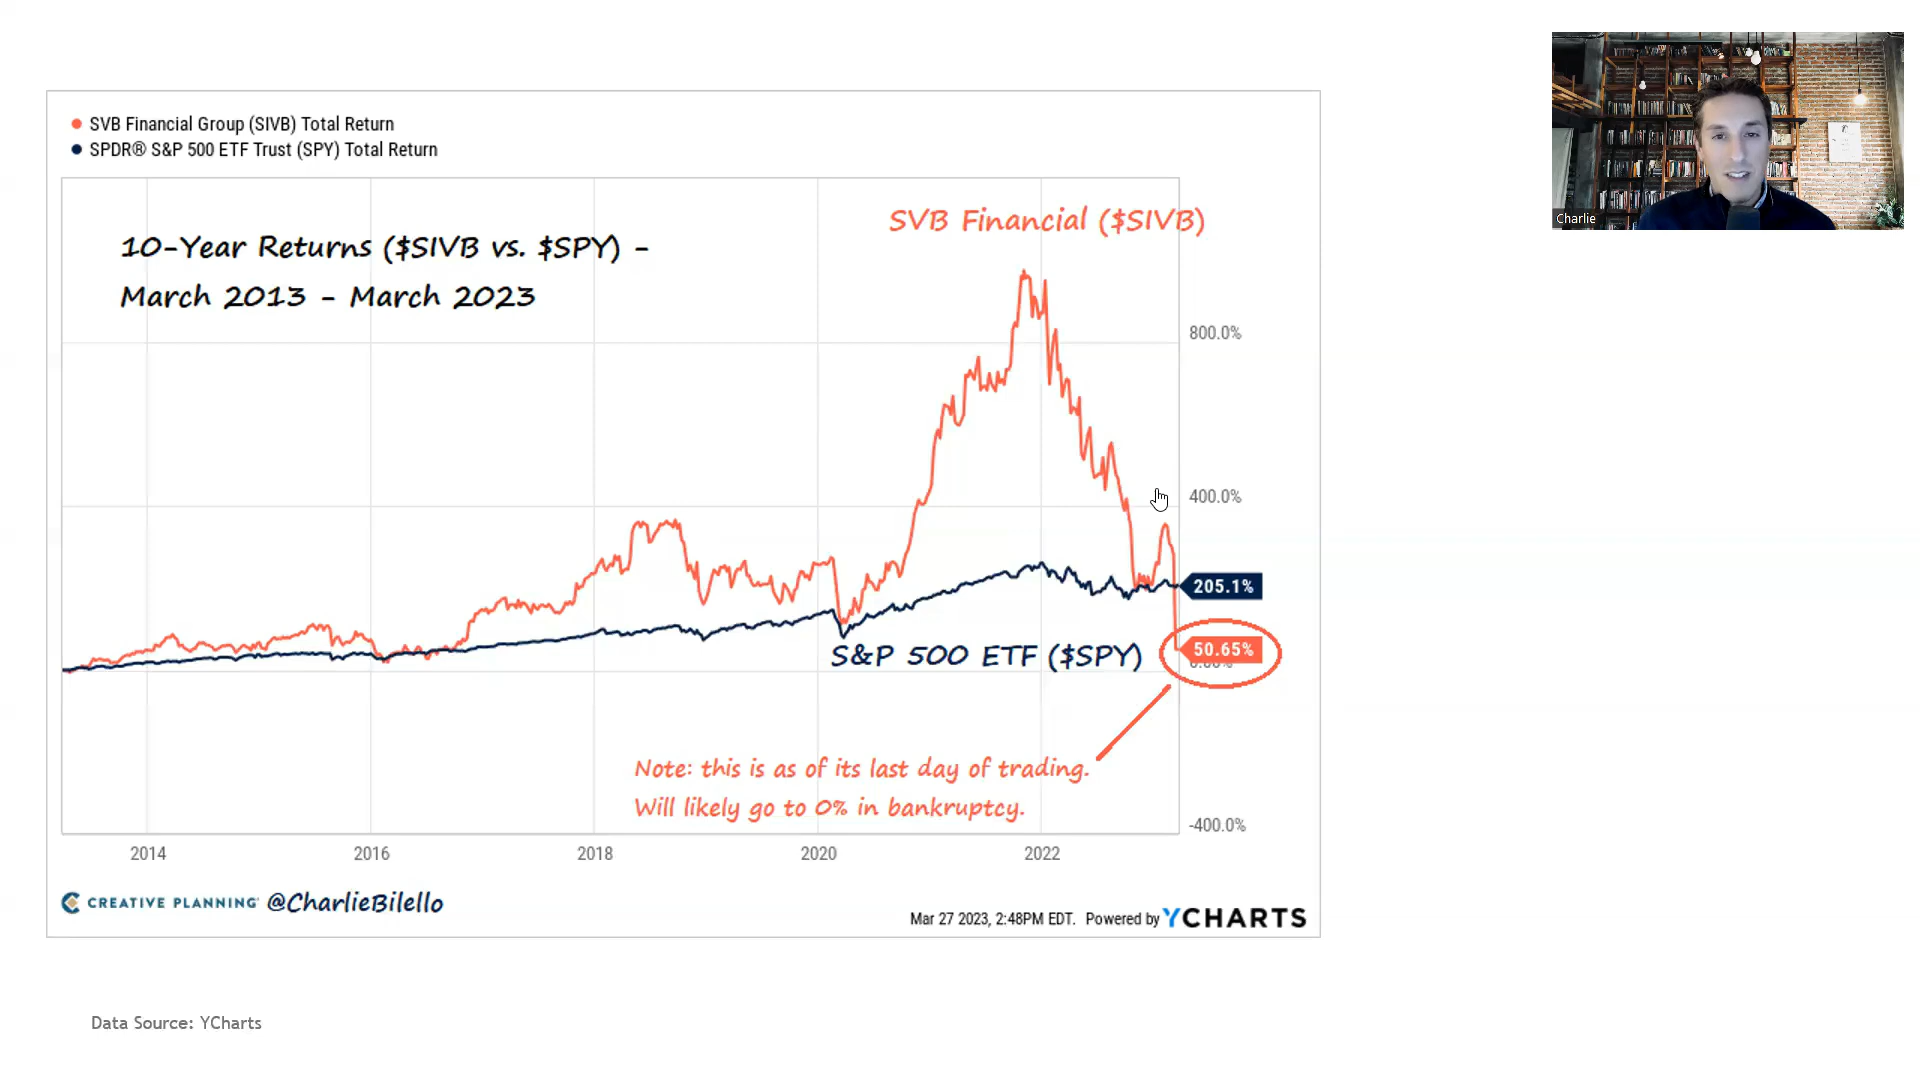 SVB Financial Group (SIVB) Total Return
SPDR® S&P 500 ETF Trust (SPY) Total Return
10-Year Returns ($SIVB vs. $SPY) -
March 2013 - March 2023
SVB Financial ($SIVB)
800.0%
400.0%
205.1%
50.65%
0.00%
-400.0%
S&P 500 ETF ($SPY)
Note: this is as of its last day of trading.
Will likely go to 0% in bankruptcy.
2014 2016 2018 2020 2022
CREATIVE PLANNING @CharlieBilello
Mar 27 2023, 2:48PM EDT. Powered by YCHARTS
Data Source: YCharts
Charlie